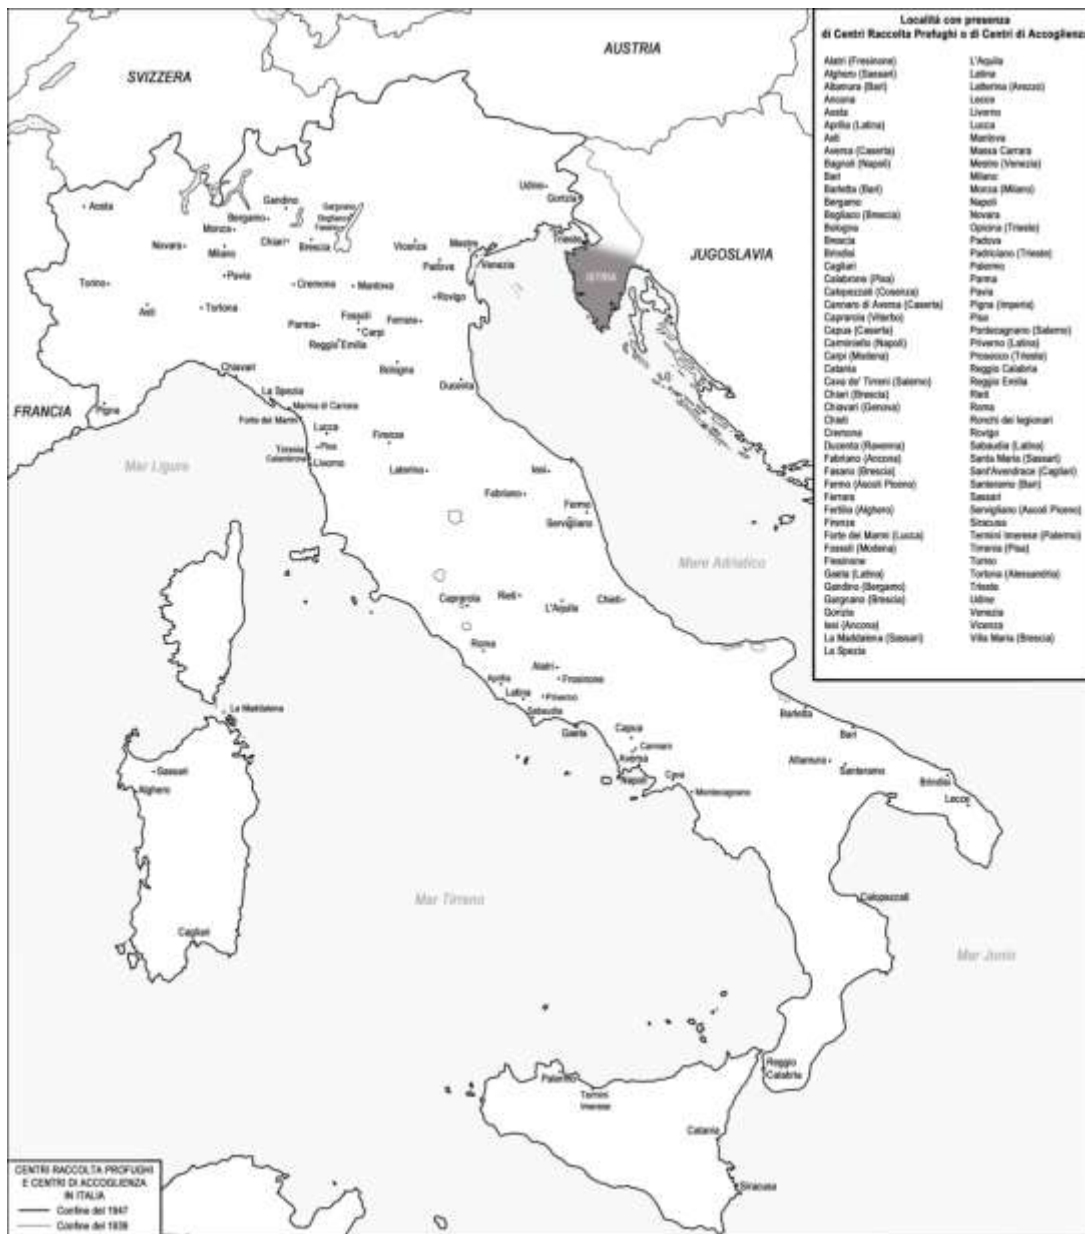 Località con presenza
di Centri Raccolta Profughi o di Centri di Accoglienza
Alatri (Frosinone)
Alghero (Sassari)
Altamura (Bari)
Ancona
Aosta
Aprilia (Latina)
Asti
Aversa (Caserta)
Bagnoli (Napoli)
Bari
Barletta (Bari)
Bergamo
Bogliaco (Brescia)
Bologna
Brescia
Brindisi
Cagliari
Calabrone (Pisa)
Calopezzati (Cosenza)
Cannaro di Aversa (Caserta)
Caprarola (Viterbo)
Capua (Caserta)
Carminiello (Napoli)
Carpi (Modena)
Catania
Cava de' Tirreni (Salerno)
Chiari (Brescia)
Chiavari (Genova)
Chieti
Cremona
Ducenta (Ravenna)
Fabriano (Ancona)
Fasano (Brescia)
Fermo (Ascoli Piceno)
Ferrara
Fertilia (Alghero)
Firenze
Forte dei Marmi (Lucca)
Fossoli (Modena)
Frosinone
Gaeta (Latina)
Gandino (Bergamo)
Gargnano (Brescia)
Gorizia
Iesi (Ancona)
La Maddalena (Sassari)
La Spezia
L'Aquila
Latina
Laterina (Arezzo)
Lecce
Livorno
Lucca
Mantova
Massa Carrara
Mestre (Venezia)
Milano
Monza (Milano)
Napoli
Novara
Opicina (Trieste)
Padova
Padriciano (Trieste)
Palermo
Parma
Pavia
Pigna (Imperia)
Pisa
Pontecagnano (Salerno)
Priverno (Latina)
Prosecco (Trieste)
Reggio Calabria
Reggio Emilia
Rieti
Roma
Ronchi dei legionari
Rovigo
Sabaudia (Latina)
Santa Maria (Sassari)
Sant'Avendrace (Cagliari)
Santeramo (Bari)
Sassari
Servigliano (Ascoli Piceno)
Siracusa
Termini Imerese (Palermo)
Tirrenia (Pisa)
Torino
Tortona (Alessandria)
Trieste
Udine
Venezia
Vicenza
Villa Maria (Brescia)
AUSTRIA
SVIZZERA
JUGOSLAVIA
FRANCIA
ISTRIA
Udine
Gorizia
Trieste
Aosta
Gandino
Bergamo
Monza
Gargnano
Bogliaco
Fasano
Novara
Milano
Chiari
Brescia
Vicenza
Mestre
Padova
Venezia
Torino
Pavia
Cremona
Mantova
Rovigo
Asti
Tortona
Parma
Fossoli
Carpi
Ferrara
Reggio Emilia
Bologna
Chiavari
Ducenta
La Spezia
Marina di Carrara
Pigna
Forte dei Marmi
Lucca
Firenze
Pisa
Tirrenia
Calambrone
Livorno
Laterina
Iesi
Mar Ligure
Fabriano
Fermo
Servigliano
Mare Adriatico
Caprarola
Rieti
L'Aquila
Chieti
Roma
Alatri
Frosinone
Aprilia
Latina
Priverno
Sabaudia
Gaeta
Capua
Cannaro
Aversa
Napoli
Cava
Montecagnano
La Maddalena
Sassari
Alghero
Cagliari
Barletta
Bari
Altamura
Santeramo
Brindisi
Lecce
Mar Tirreno
Calopezzati
Mar Jonio
Reggio
Calabria
Palermo
Termini
Imerese
Catania
Siracusa
CENTRI RACCOLTA PROFUGHI
E CENTRI DI ACCOGLIENZA
IN ITALIA
Confine del 1947
Confine del 1939